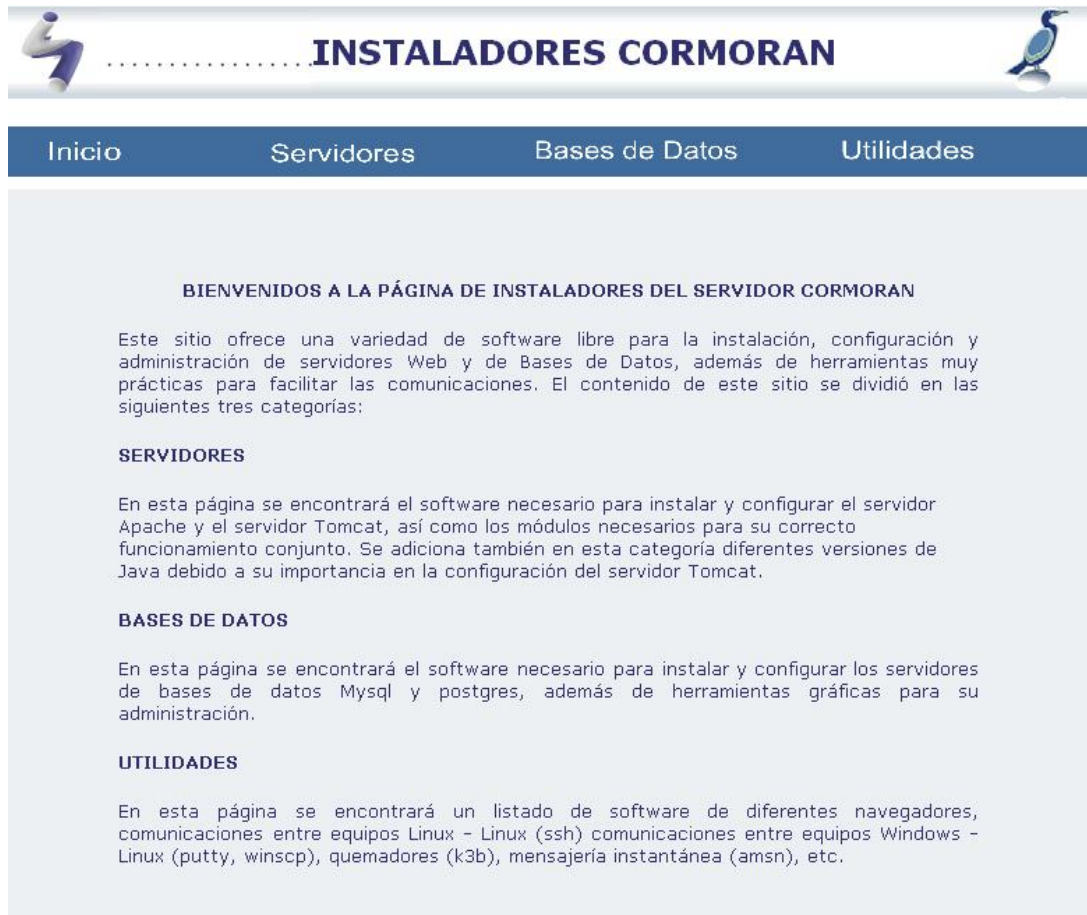 .................INSTALADORES CORMORAN
Inicio Servidores Bases de Datos Utilidades
BIENVENIDOS A LA PÁGINA DE INSTALADORES DEL SERVIDOR CORMORAN
Este sitio ofrece una variedad de software libre para la instalación, configuración y
administración de servidores Web y de Bases de Datos, además de herramientas muy
prácticas para facilitar las comunicaciones. El contenido de este sitio se dividió en las
siguientes tres categorías:
SERVIDORES
En esta página se encontrará el software necesario para instalar y configurar el servidor
Apache y el servidor Tomcat, así como los módulos necesarios para su correcto
funcionamiento conjunto. Se adiciona también en esta categoría diferentes versiones de
Java debido a su importancia en la configuración del servidor Tomcat.
BASES DE DATOS
En esta página se encontrará el software necesario para instalar y configurar los servidores
de bases de datos Mysql y postgres, además de herramientas gráficas para su
administración.
UTILIDADES
En esta página se encontrará un listado de software de diferentes navegadores,
comunicaciones entre equipos Linux – Linux (ssh) comunicaciones entre equipos Windows –
Linux (putty, winscp), quemadores (k3b), mensajería instantánea (amsn), etc.